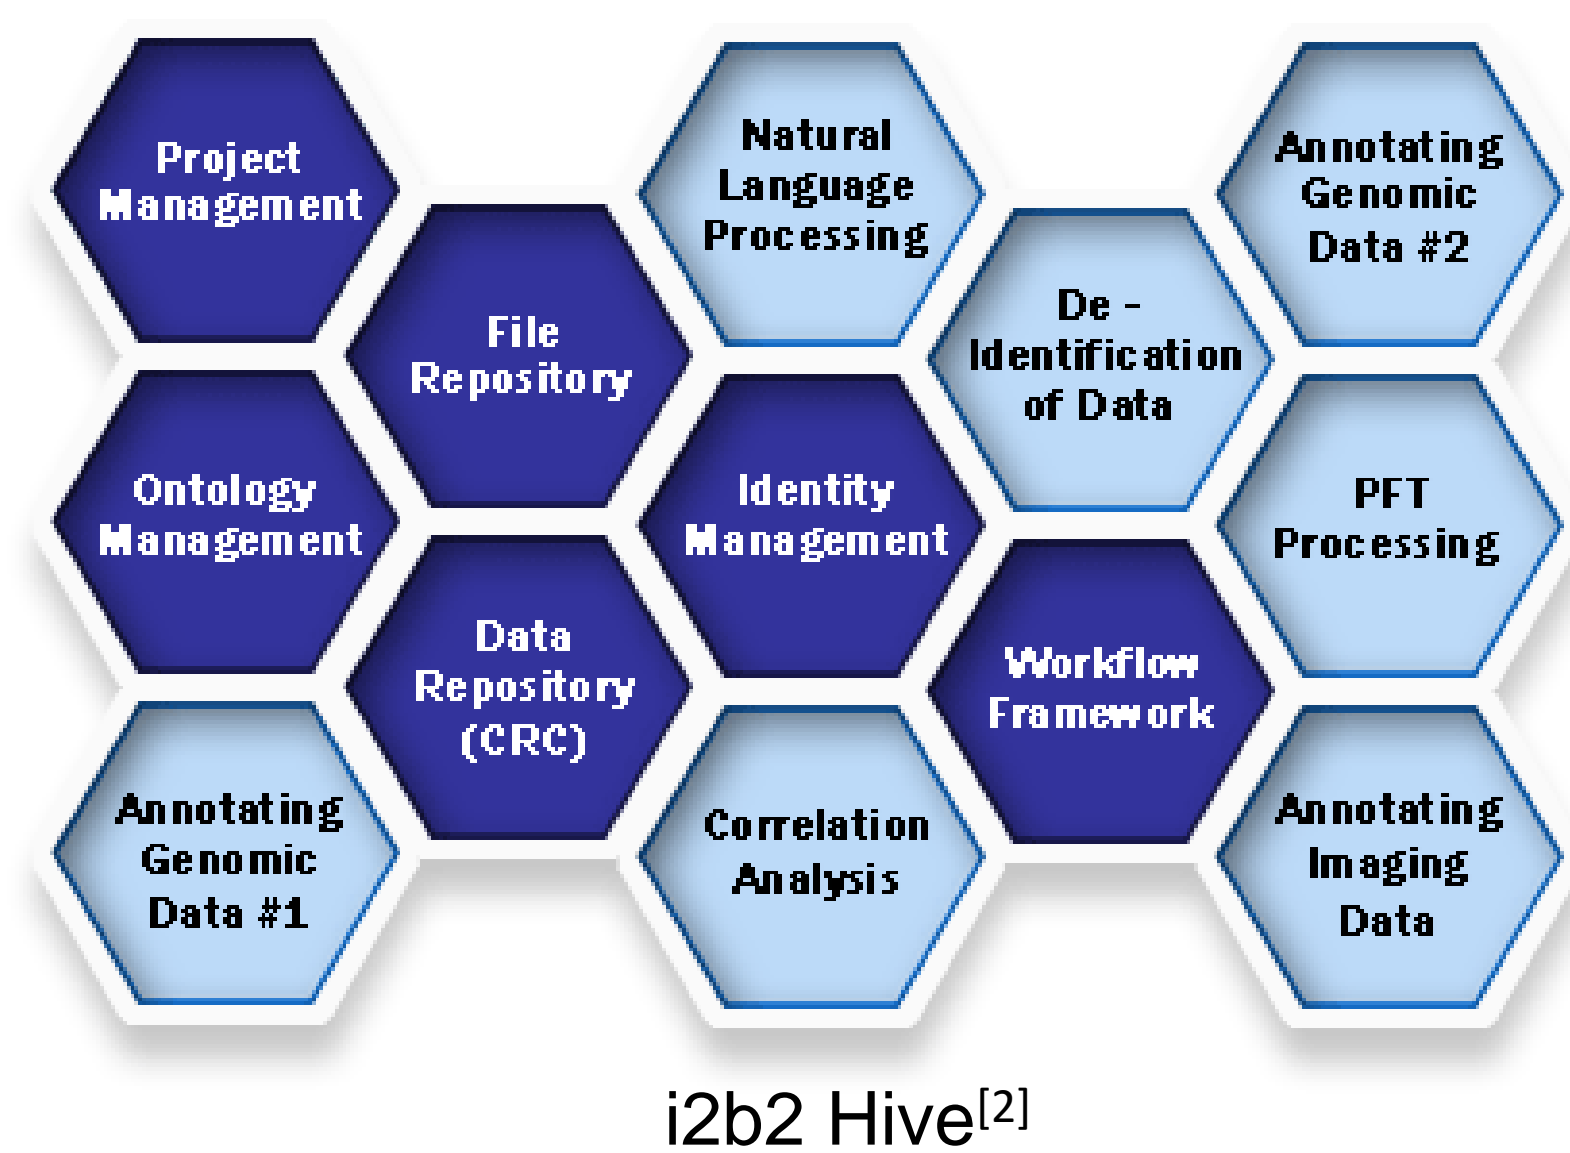 Project
Management
File
Repository
Natural
Language
Processing
De -
Identification
of Data
Annotating
Genomic
Data #2
Ontology
Management
Data
Repository
(CRC)
Identity
Management
Workflow
Framework
PFT
Processing
Annotating
Genomic
Data #1
Correlation
Analysis
Annotating
Imaging
Data
i2b2 Hive[2]